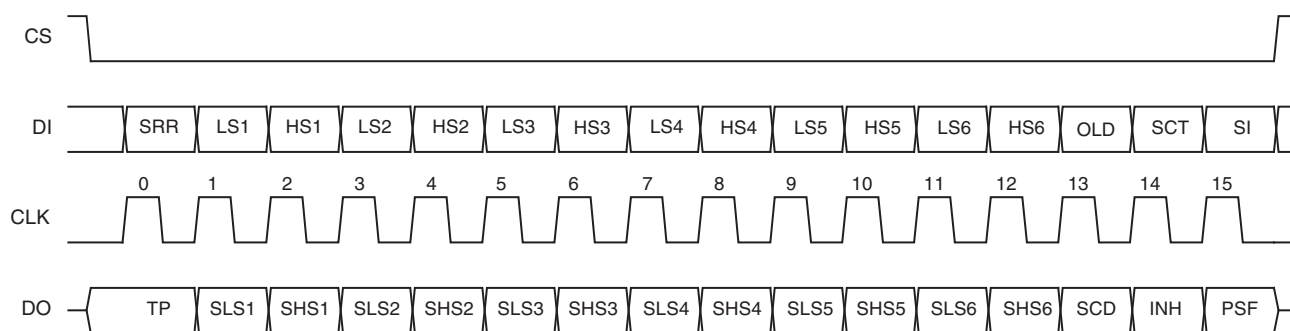 CS
DI SRR LS1 HS1 LS2 HS2 LS3 HS3 LS4 HS4 LS5 HS5 LS6 HS6 OLD SCT SI
0 1 2 3 4 5 6 7 8 9 10 11 12 13 14 15
CLK
DO TP SLS1 SHS1 SLS2 SHS2 SLS3 SHS3 SLS4 SHS4 SLS5 SHS5 SLS6 SHS6 SCD INH PSF